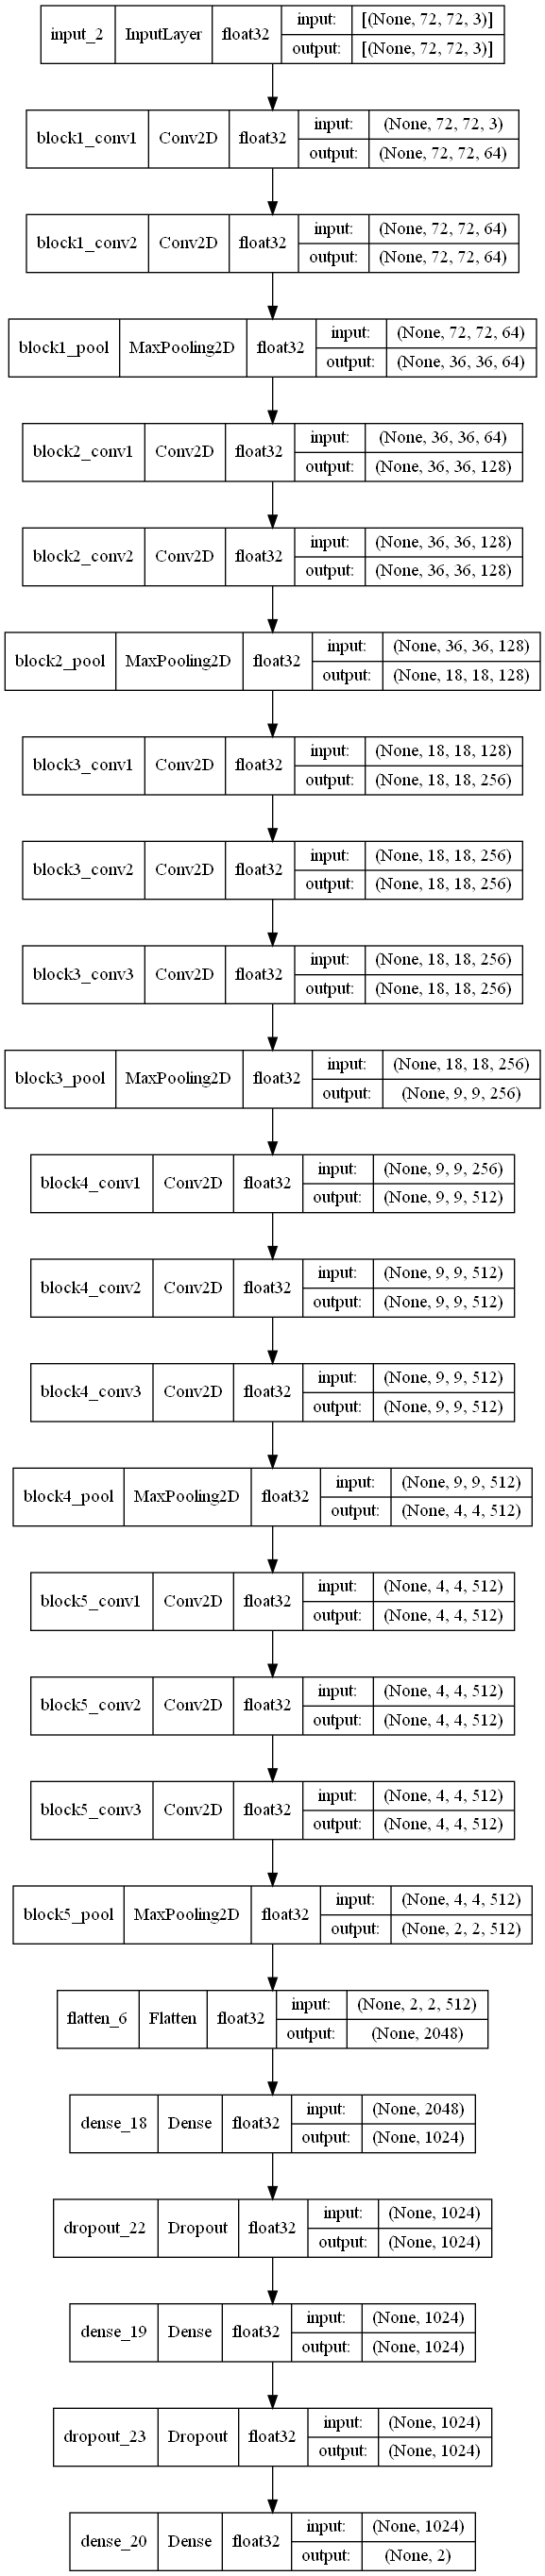 input_2 InputLayer float32 input: [(None, 72, 72, 3)]
output: [(None, 72, 72, 3)]
block1_conv1 Conv2D float32 input: (None, 72, 72, 3)
output: (None, 72, 72, 64)
block1_conv2 Conv2D float32 input: (None, 72, 72, 64)
output: (None, 72, 72, 64)
block1_pool MaxPooling2D float32 input: (None, 72, 72, 64)
output: (None, 36, 36, 64)
block2_conv1 Conv2D float32 input: (None, 36, 36, 64)
output: (None, 36, 36, 128)
block2_conv2 Conv2D float32 input: (None, 36, 36, 128)
output: (None, 36, 36, 128)
block2_pool MaxPooling2D float32 input: (None, 36, 36, 128)
output: (None, 18, 18, 128)
block3_conv1 Conv2D float32 input: (None, 18, 18, 128)
output: (None, 18, 18, 256)
block3_conv2 Conv2D float32 input: (None, 18, 18, 256)
output: (None, 18, 18, 256)
block3_conv3 Conv2D float32 input: (None, 18, 18, 256)
output: (None, 18, 18, 256)
block3_pool MaxPooling2D float32 input: (None, 18, 18, 256)
output: (None, 9, 9, 256)
block4_conv1 Conv2D float32 input: (None, 9, 9, 256)
output: (None, 9, 9, 512)
block4_conv2 Conv2D float32 input: (None, 9, 9, 512)
output: (None, 9, 9, 512)
block4_conv3 Conv2D float32 input: (None, 9, 9, 512)
output: (None, 9, 9, 512)
block4_pool MaxPooling2D float32 input: (None, 9, 9, 512)
output: (None, 4, 4, 512)
block5_conv1 Conv2D float32 input: (None, 4, 4, 512)
output: (None, 4, 4, 512)
block5_conv2 Conv2D float32 input: (None, 4, 4, 512)
output: (None, 4, 4, 512)
block5_conv3 Conv2D float32 input: (None, 4, 4, 512)
output: (None, 4, 4, 512)
block5_pool MaxPooling2D float32 input: (None, 4, 4, 512)
output: (None, 2, 2, 512)
flatten_6 Flatten float32 input: (None, 2, 2, 512)
output: (None, 2048)
dense_18 Dense float32 input: (None, 2048)
output: (None, 1024)
dropout_22 Dropout float32 input: (None, 1024)
output: (None, 1024)
dense_19 Dense float32 input: (None, 1024)
output: (None, 1024)
dropout_23 Dropout float32 input: (None, 1024)
output: (None, 1024)
dense_20 Dense float32 input: (None, 1024)
output: (None, 2)